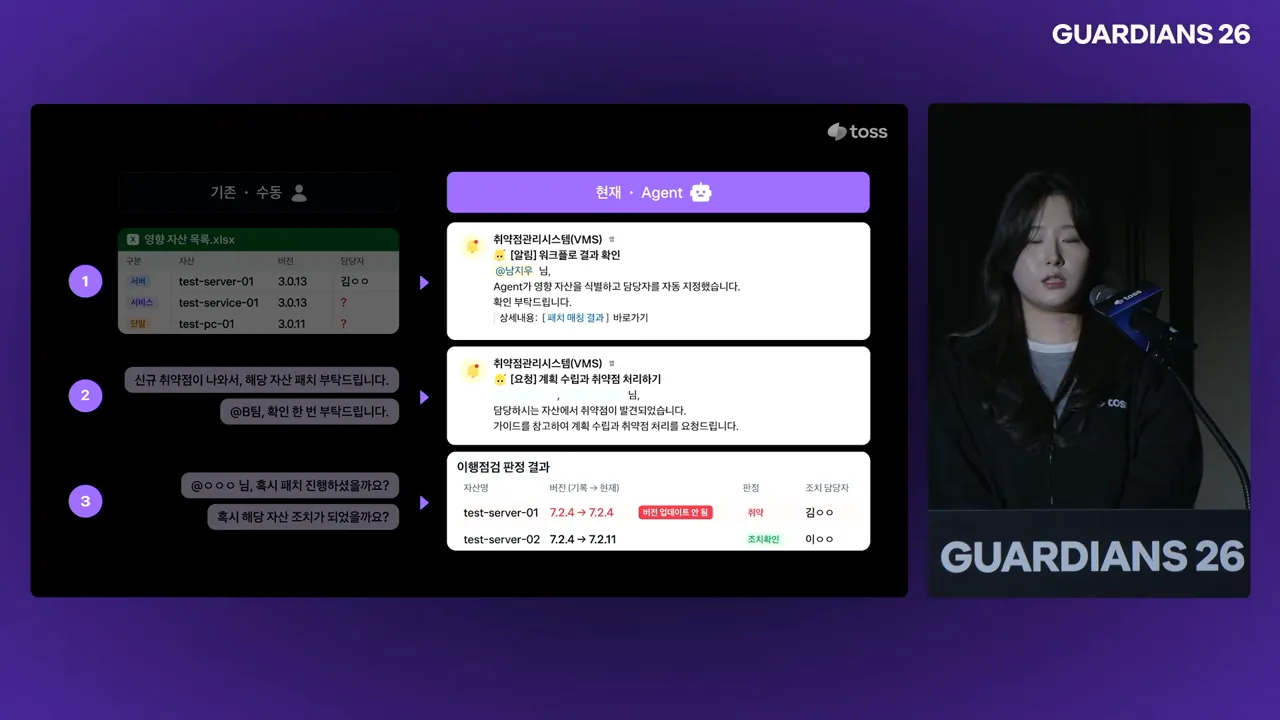 GUARDIANS 26
toss
기존 · 수동
현재 · Agent
1
영향 자산 목록.xlsx
구분 자산 버전 담당자
서버 test-server-01 3.0.13 김ㅇㅇ
서비스 test-service-01 3.0.13 ?
단말 test-pc-01 3.0.11 ?
취약점관리시스템(VMS) 앱
[알림] 워크플로 결과 확인
@남지우 님,
Agent가 영향 자산을 식별하고 담당자를 자동 지정했습니다.
확인 부탁드립니다.
상세내용: [ 패치 매칭 결과 ] 바로가기
2
신규 취약점이 나와서, 해당 자산 패치 부탁드립니다.
@B팀, 확인 한 번 부탁드립니다.
취약점관리시스템(VMS) 앱
[요청] 계획 수립과 취약점 처리하기
, 님,
담당하시는 자산에서 취약점이 발견되었습니다.
가이드를 참고하여 계획 수립과 취약점 처리를 요청드립니다.
3
@ㅇㅇㅇ 님, 혹시 패치 진행하셨을까요?
혹시 해당 자산 조치가 되었을까요?
이행점검 판정 결과
자산명 버전 (기록 → 현재) 판정 조치 담당자
test-server-01 7.2.4 → 7.2.4 버전 업데이트 안 됨 취약 김ㅇㅇ
test-server-02 7.2.4 → 7.2.11 조치확인 이ㅇㅇ
toss
toss
GUARDIANS 26